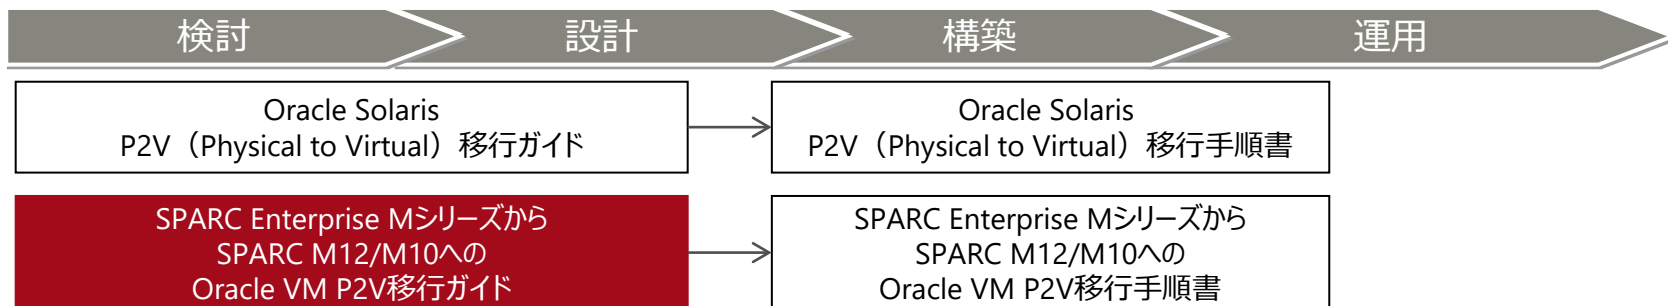 検討
設計
構築
運用
Oracle Solaris
P2V（Physical to Virtual）移行ガイド
Oracle Solaris
P2V（Physical to Virtual）移行手順書
SPARC Enterprise Mシリーズから
SPARC M12/M10への
Oracle VM P2V移行ガイド
SPARC Enterprise Mシリーズから
SPARC M12/M10への
Oracle VM P2V移行手順書